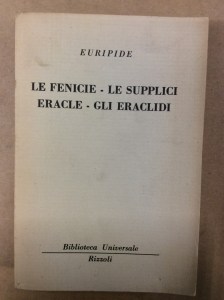 EURIPIDE
LE FENICIE - LE SUPPLICI
ERACLE - GLI ERACLIDI
Biblioteca Universale
Rizzoli